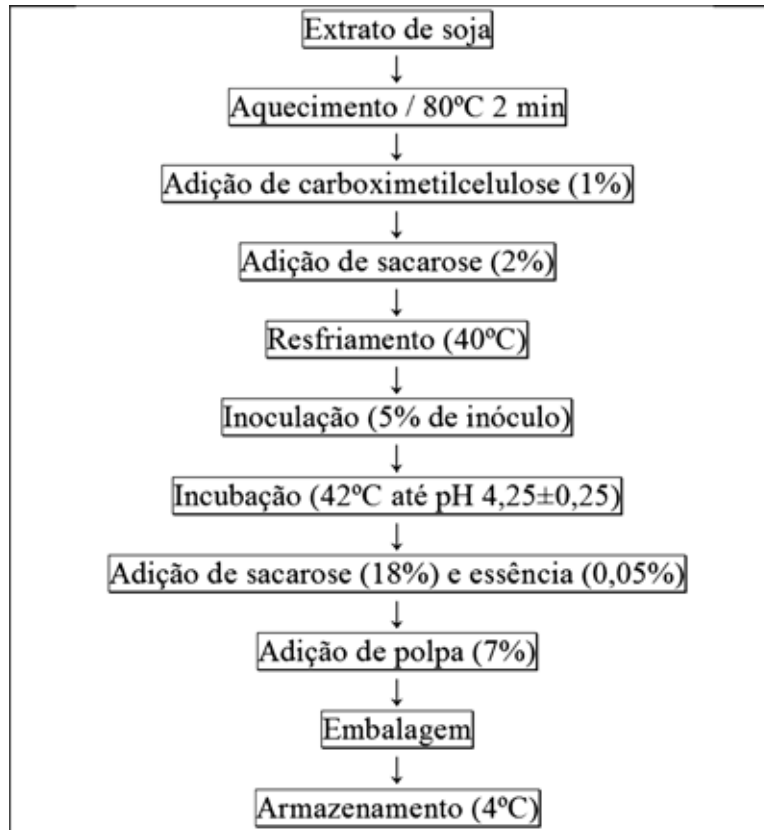 Extrato de soja
↓
Aquecimento / 80ºC 2 min
↓
Adição de carboximetilcelulose (1%)
↓
Adição de sacarose (2%)
↓
Resfriamento (40ºC)
↓
Inoculação (5% de inóculo)
↓
Incubação (42ºC até pH 4,25±0,25)
↓
Adição de sacarose (18%) e essência (0,05%)
↓
Adição de polpa (7%)
↓
Embalagem
↓
Armazenamento (4ºC)